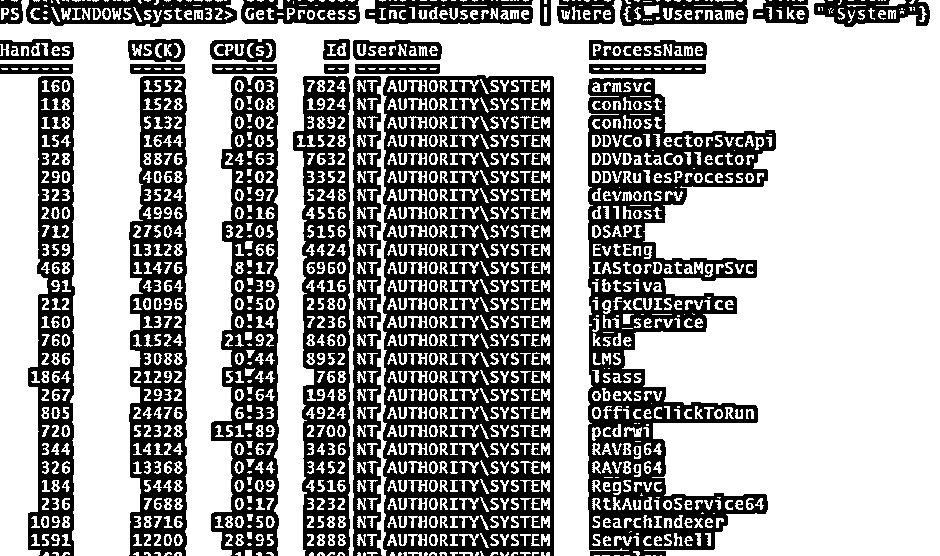 PS C:\WINDOWS\system32> Get-Process -IncludeUserName | where {$_.Username -like "*System*"}
Handles WS(K) CPU(s) Id UserName ProcessName
------- ----- ------ -- -------- -----------
160 1552 0.03 7824 NT AUTHORITY\SYSTEM armsvc
118 1528 0.08 1924 NT AUTHORITY\SYSTEM conhost
118 5132 0.02 3892 NT AUTHORITY\SYSTEM conhost
154 1644 0.05 11528 NT AUTHORITY\SYSTEM DDVCollectorSvcApi
328 8876 24.63 7632 NT AUTHORITY\SYSTEM DDVDataCollector
290 4068 2.02 3352 NT AUTHORITY\SYSTEM DDVRulesProcessor
323 3524 0.97 5248 NT AUTHORITY\SYSTEM devmonsrv
200 4996 0.16 4556 NT AUTHORITY\SYSTEM dllhost
712 27504 32.05 5156 NT AUTHORITY\SYSTEM DSAPI
359 13128 1.66 4424 NT AUTHORITY\SYSTEM EvtEng
468 11476 8.17 6960 NT AUTHORITY\SYSTEM IAStorDataMgrSvc
91 4364 0.39 4416 NT AUTHORITY\SYSTEM ibtsiva
212 10096 0.50 2580 NT AUTHORITY\SYSTEM igfxCUIService
160 1372 0.14 7236 NT AUTHORITY\SYSTEM jhi_service
760 11524 21.92 8460 NT AUTHORITY\SYSTEM ksde
286 3088 0.44 8952 NT AUTHORITY\SYSTEM LMS
1864 21292 51.44 768 NT AUTHORITY\SYSTEM lsass
267 2932 0.64 1948 NT AUTHORITY\SYSTEM obexsrv
805 24476 6.33 4924 NT AUTHORITY\SYSTEM OfficeClickToRun
720 52328 151.89 2700 NT AUTHORITY\SYSTEM pcdrwi
344 14124 0.67 3436 NT AUTHORITY\SYSTEM RAVBg64
326 13368 0.44 3452 NT AUTHORITY\SYSTEM RAVBg64
184 5448 0.09 4516 NT AUTHORITY\SYSTEM RegSrvc
236 7688 0.17 3232 NT AUTHORITY\SYSTEM RtkAudioService64
1098 38716 180.50 2588 NT AUTHORITY\SYSTEM SearchIndexer
1591 12200 28.95 2888 NT AUTHORITY\SYSTEM ServiceShell